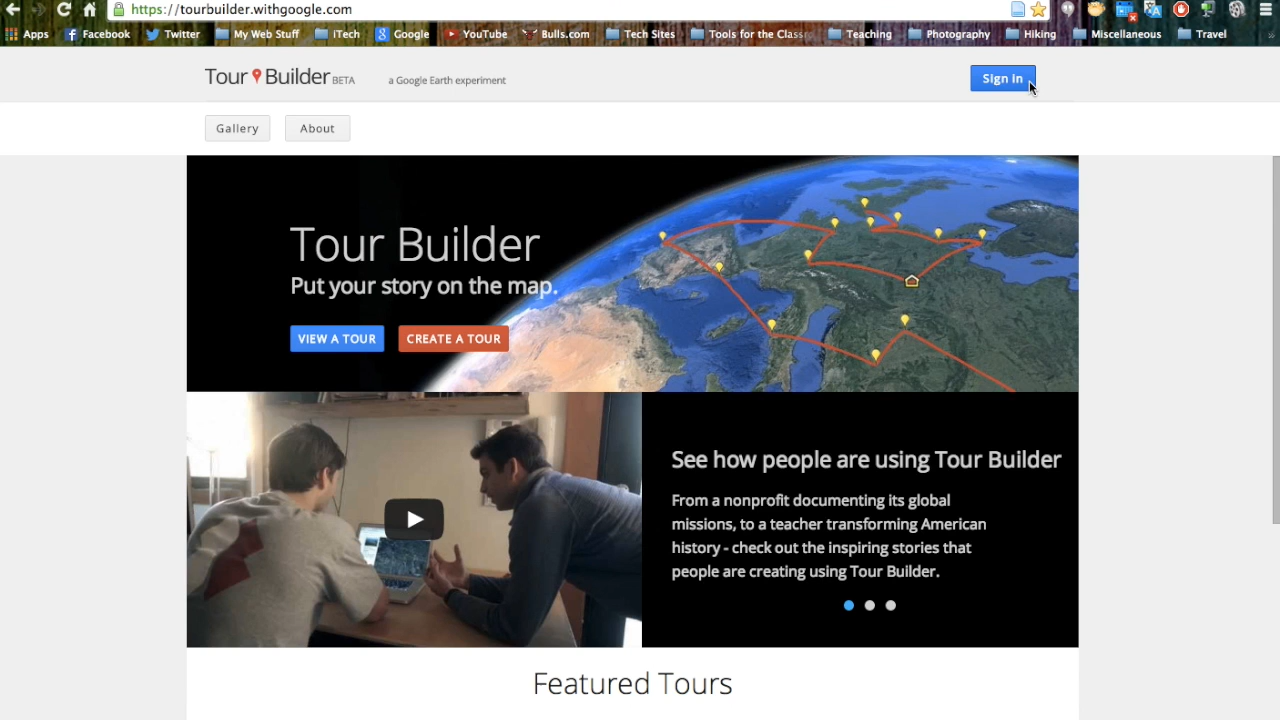 https://tourbuilder.withgoogle.com
Apps Facebook Twitter My Web Stuff iTech Google YouTube Bulls.com Tech Sites Tools for the Classro Teaching Photography Hiking Miscellaneous Travel »
Tour Builder BETA a Google Earth experiment Sign in
Gallery About
Tour Builder
Put your story on the map.
VIEW A TOUR CREATE A TOUR
See how people are using Tour Builder
From a nonprofit documenting its global
missions, to a teacher transforming American
history - check out the inspiring stories that
people are creating using Tour Builder.
Featured Tours